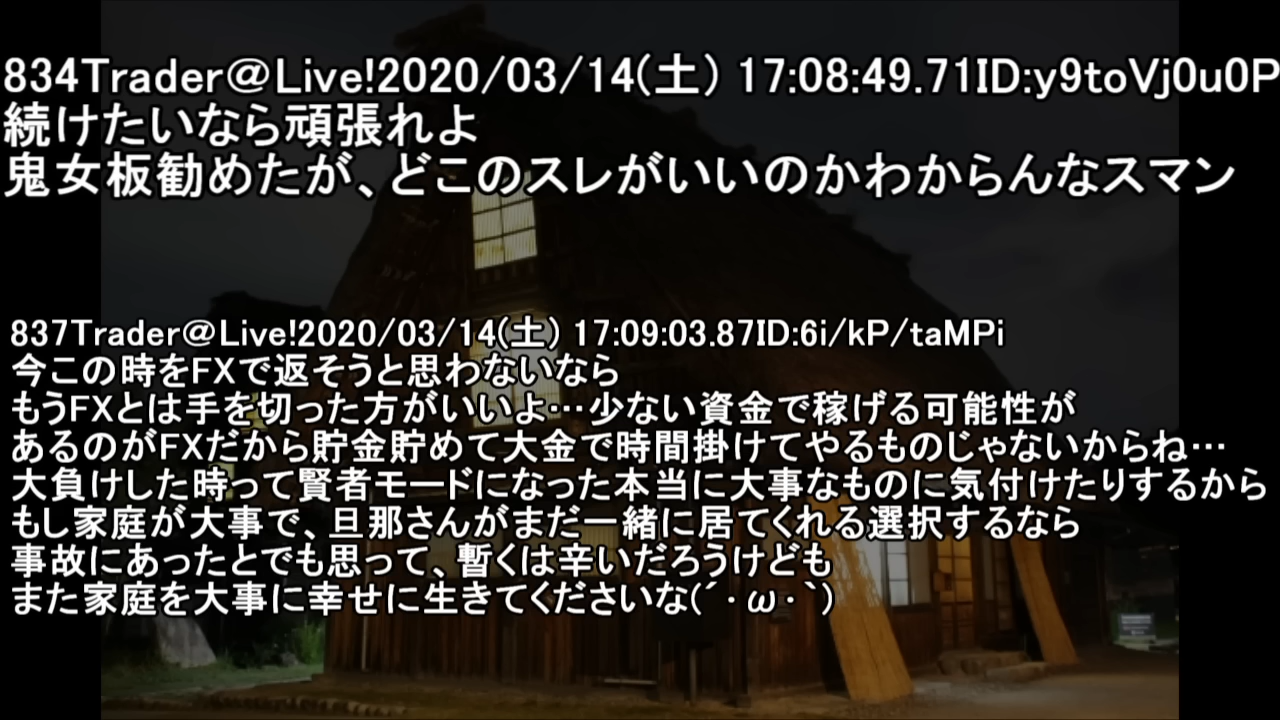 834Trader@Live!2020/03/14(土) 17:08:49.71ID:y9toVj0u0P
続けたいなら頑張れよ
鬼女板勧めたが、どこのスレがいいのかわからんなスマン
837Trader@Live!2020/03/14(土) 17:09:03.87ID:6i/kP/taMPi
今この時をFXで返そうと思わないなら
もうFXとは手を切った方がいいよ…少ない資金で稼げる可能性が
あるのがFXだから貯金貯めて大金で時間掛けてやるものじゃないからね…
大負けした時って賢者モードになった本当に大事なものに気付けたりするから
もし家庭が大事で、旦那さんがまだ一緒に居てくれる選択するなら
事故にあったとでも思って、暫くは辛いだろうけども
また家庭を大事に幸せに生きてくださいな(´・ω・`)